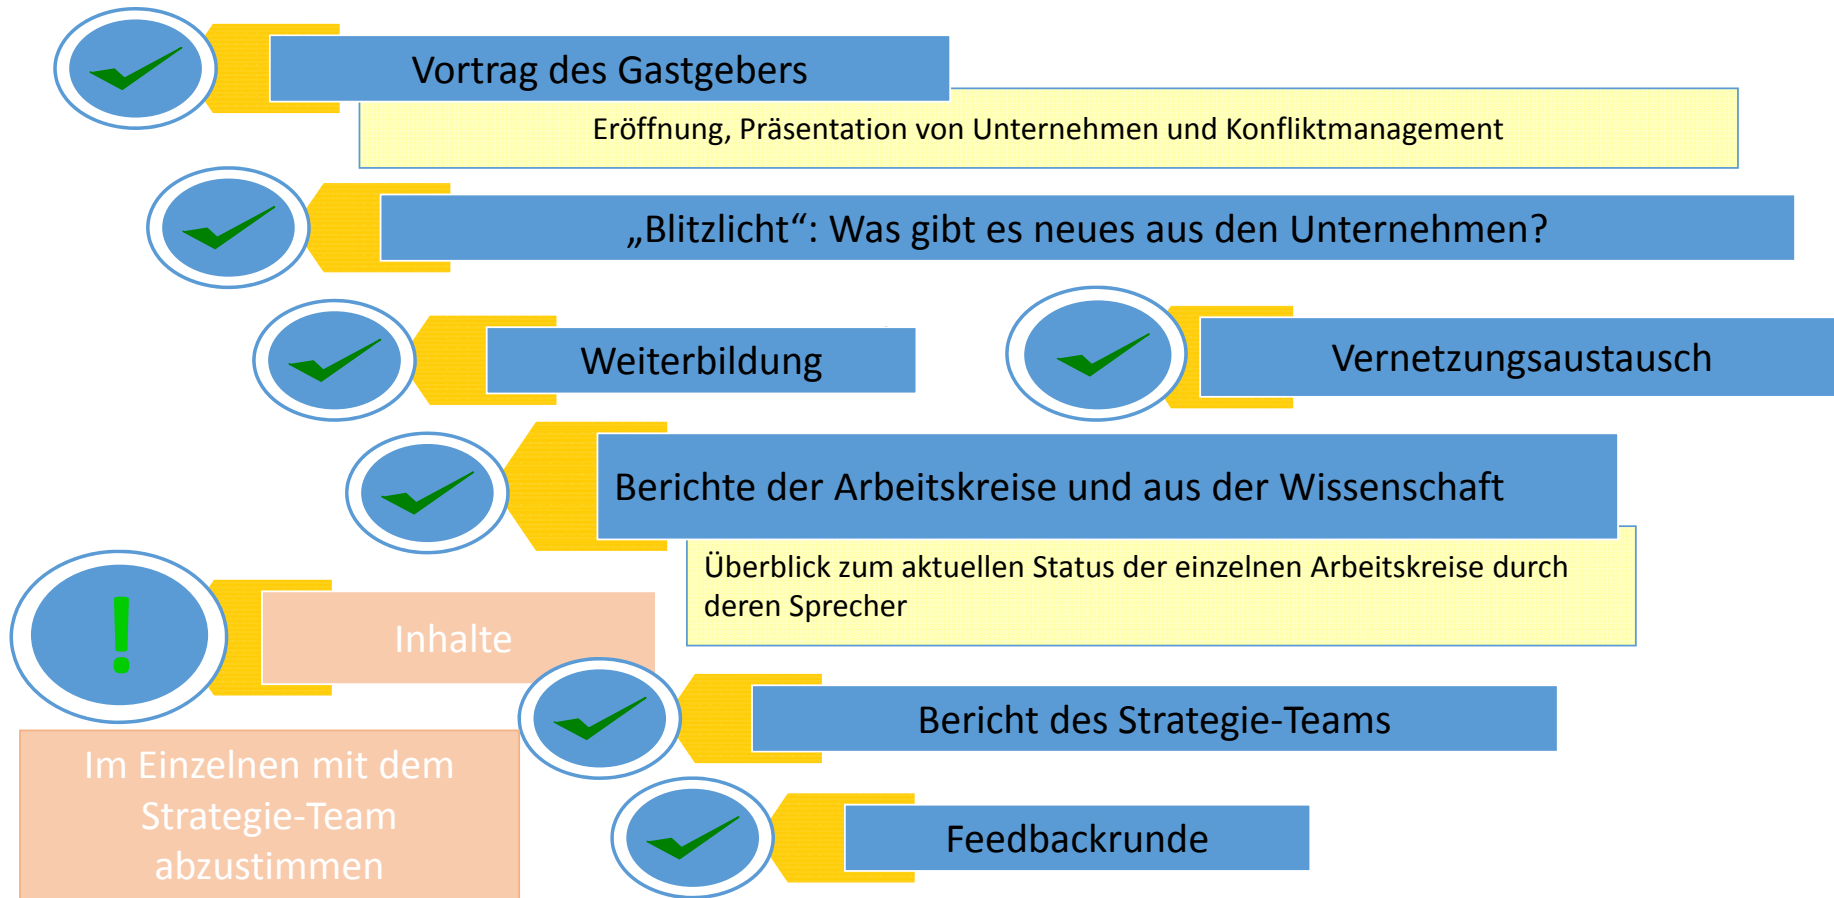 Vortrag des Gastgebers
Eröffnung, Präsentation von Unternehmen und Konfliktmanagement
„Blitzlicht“: Was gibt es neues aus den Unternehmen?
Weiterbildung
Vernetzungsaustausch
Berichte der Arbeitskreise und aus der Wissenschaft
Überblick zum aktuellen Status der einzelnen Arbeitskreise durch
deren Sprecher
!
Inhalte
Im Einzelnen mit dem
Strategie-Team
abzustimmen
Bericht des Strategie-Teams
Feedbackrunde